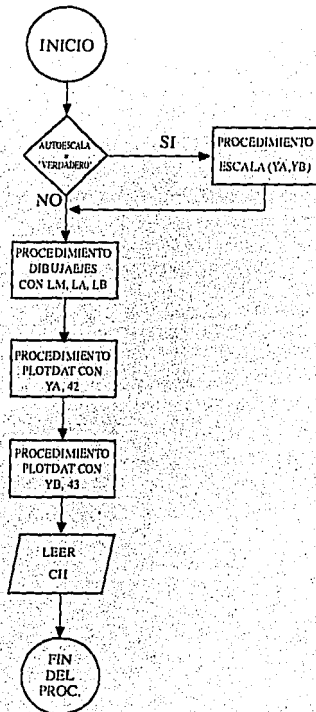 INICIO
AUTOESCALA
=
"VERDADERO"
SI
PROCEDIMIENTO
ESCALA (YA,YB)
NO
PROCEDIMIENTO
DIBUJAEJES
CON LM, LA, LB
PROCEDIMIENTO
PLOTDAT CON
YA, 42
PROCEDIMIENTO
PLOTDAT CON
YB, 43
LEER
CH
FIN
DEL
PROC.